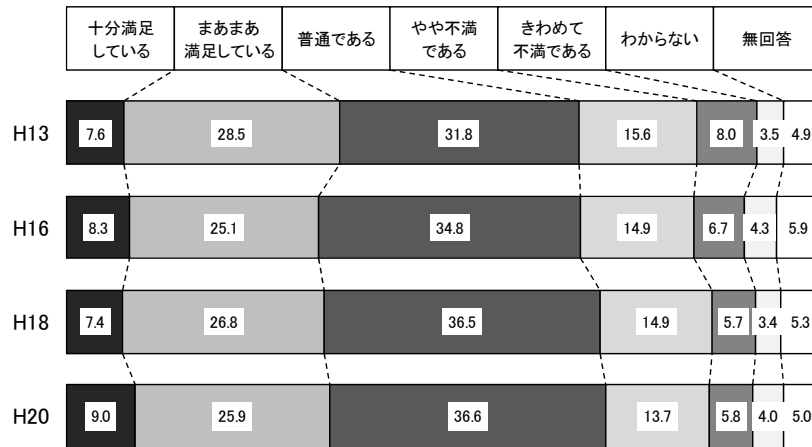 十分満足
している
まあまあ
満足している
普通である
やや不満
である
きわめて
不満である
わからない
無回答
H13 7.6 28.5 31.8 15.6 8.0 3.5 4.9
H16 8.3 25.1 34.8 14.9 6.7 4.3 5.9
H18 7.4 26.8 36.5 14.9 5.7 3.4 5.3
H20 9.0 25.9 36.6 13.7 5.8 4.0 5.0